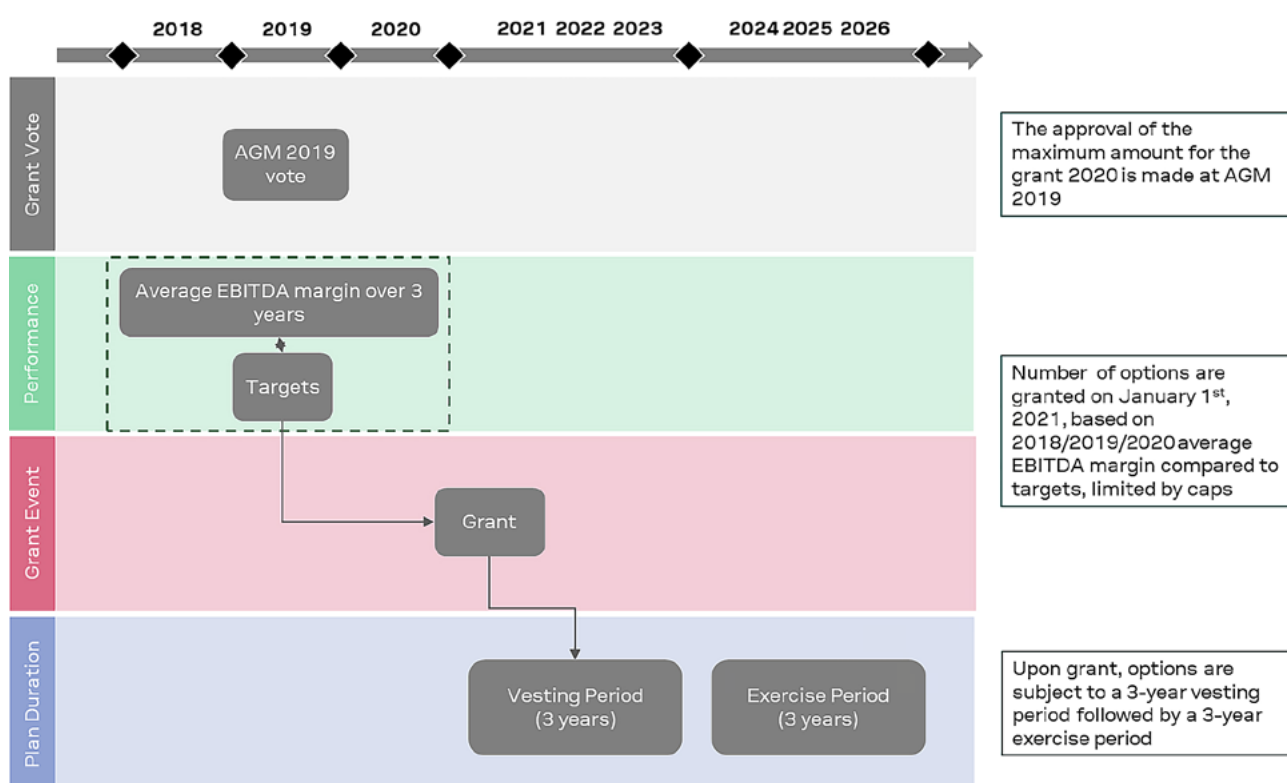 2018 2019 2020 2021 2022 2023 2024 2025 2026
Grant Vote
AGM 2019
vote
The approval of the
maximum amount for the
grant 2020 is made at AGM
2019
Performance
Average EBITDA margin over 3
years
Targets
Number of options are
granted on January 1st,
2021, based on
2018/2019/2020 average
EBITDA margin compared to
targets, limited by caps
Grant Event
Grant
Plan Duration
Vesting Period
(3 years)
Exercise Period
(3 years)
Upon grant, options are
subject to a 3-year vesting
period followed by a 3-year
exercise period